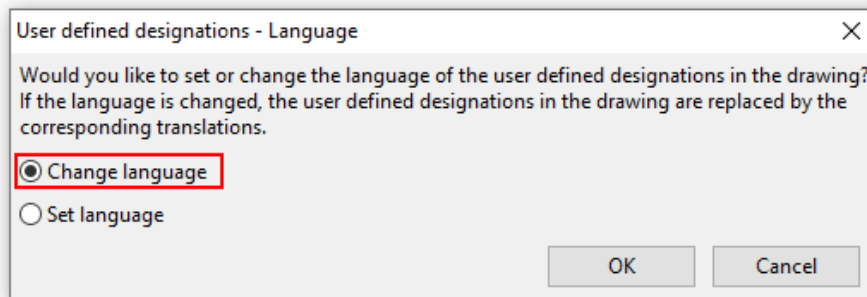 User defined designations - Language
Would you like to set or change the language of the user defined designations in the drawing?
If the language is changed, the user defined designations in the drawing are replaced by the
corresponding translations.
Change language
Set language
OK
Cancel